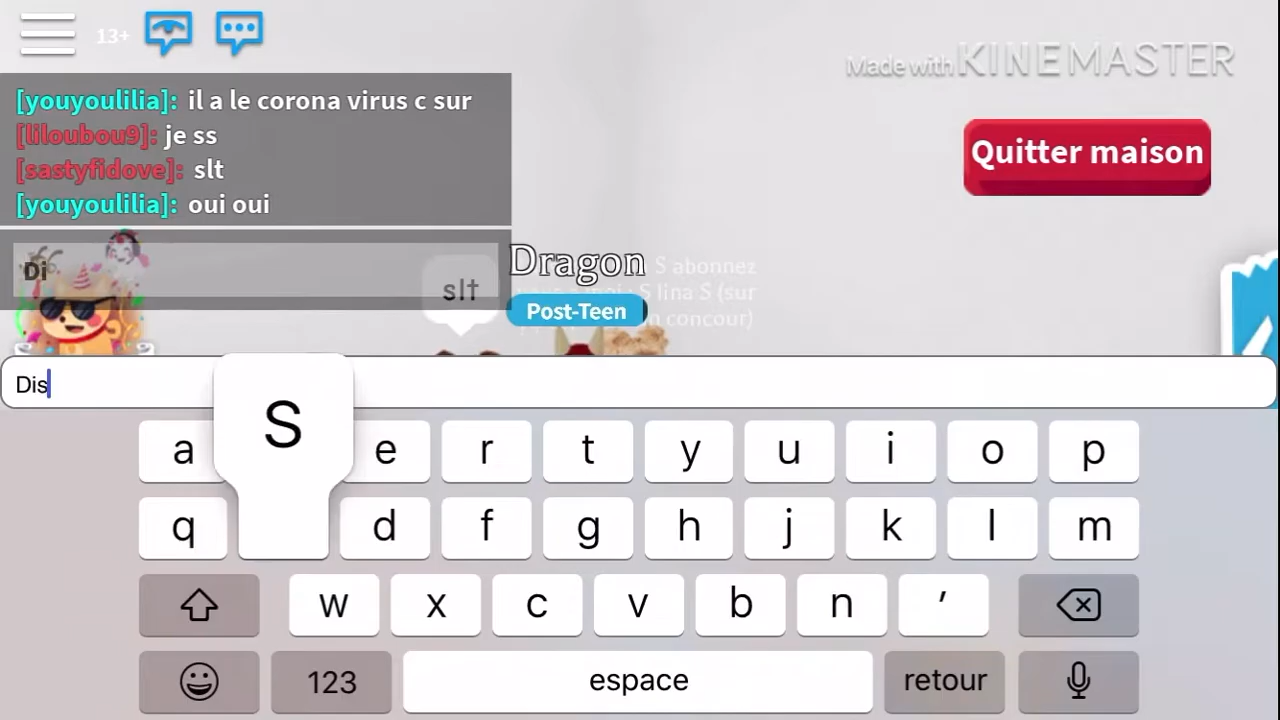 13+
Made with KINEMASTER
[youyoulilia]: il a le corona virus c sur
[liloubou9]: je ss
[sastyfidove]: slt
[youyoulilia]: oui oui
Quitter maison
Di
slt
Dragon
Post-Teen
S abonnez
S lina S (sur
concour)
Dis
S
a e r t y u i o p
q d f g h j k l m
w x c v b n ’
123 espace retour